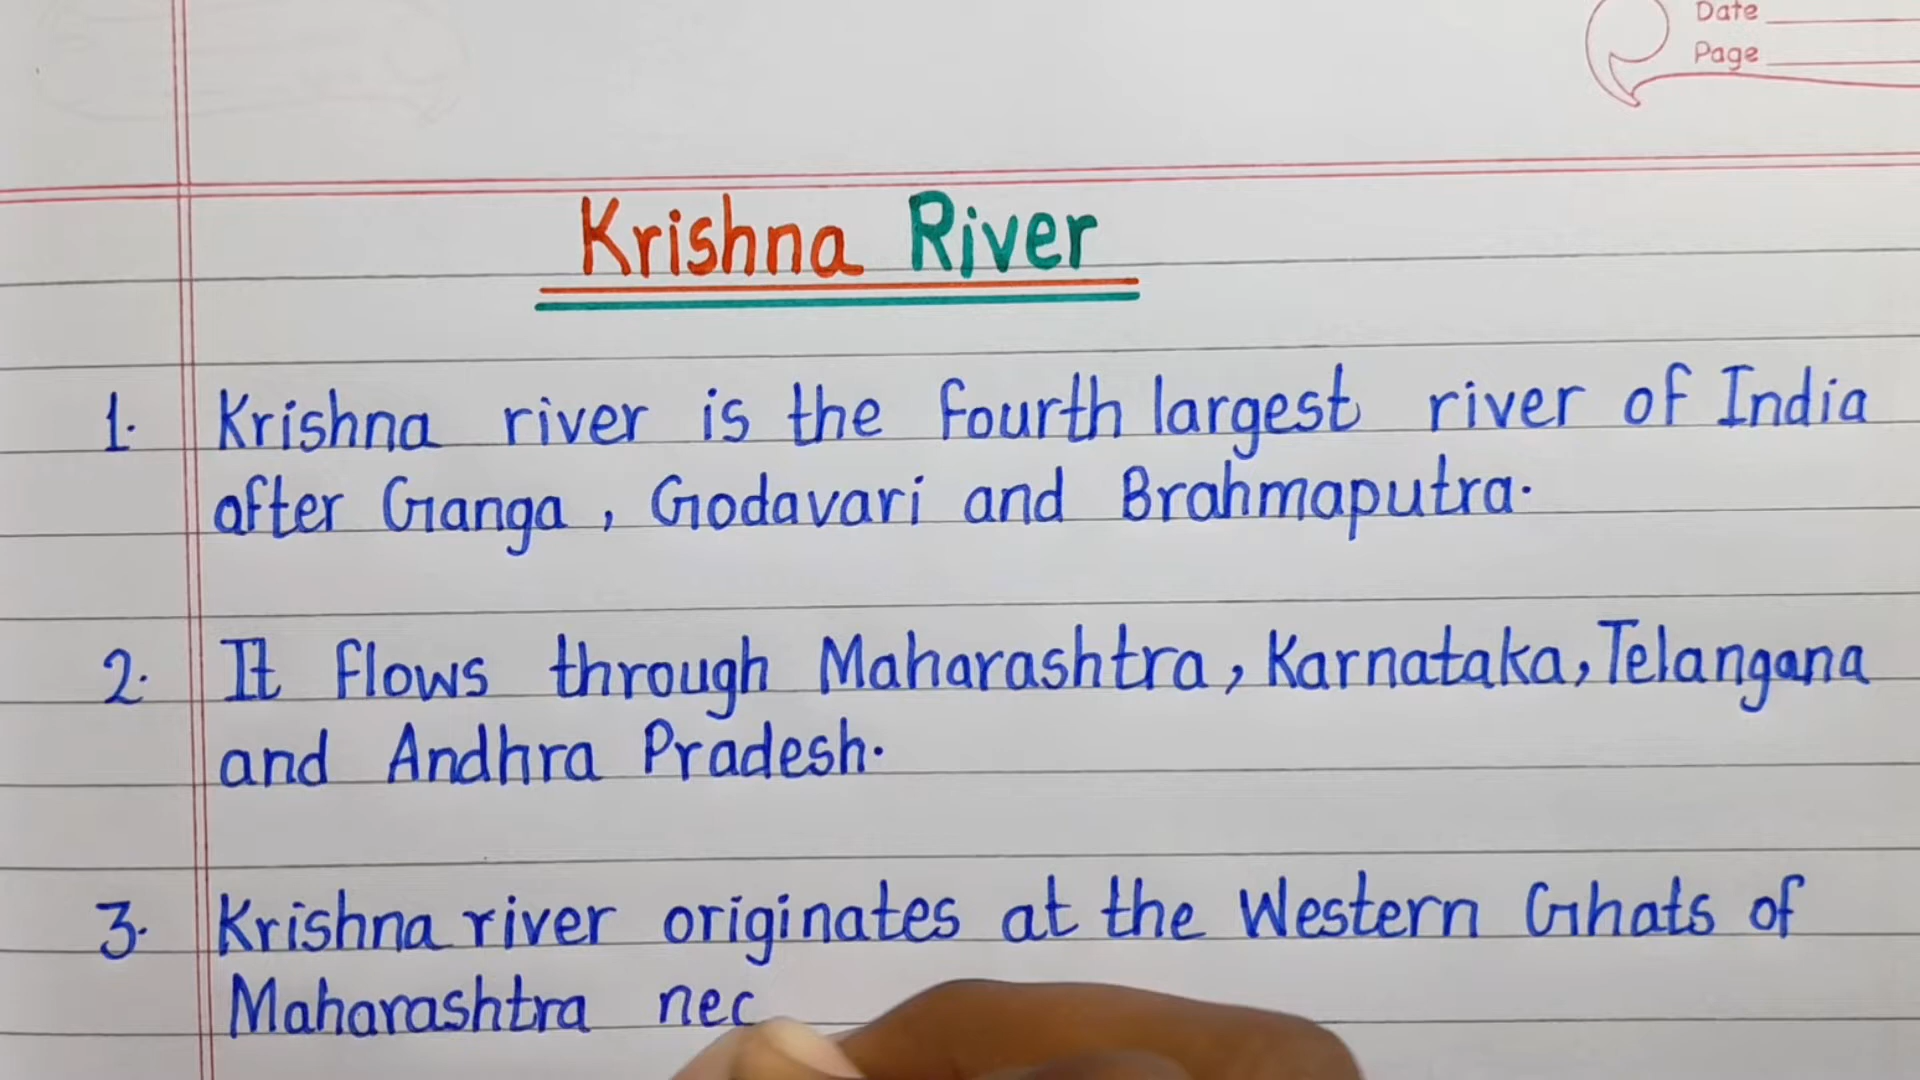 Date
Page
Krishna River
1. Krishna river is the fourth largest river of India
after Ganga, Godavari and Brahmaputra.
2. It flows through Maharashtra, Karnataka, Telangana
and Andhra Pradesh.
3. Krishna river originates at the Western Ghats of
Maharashtra